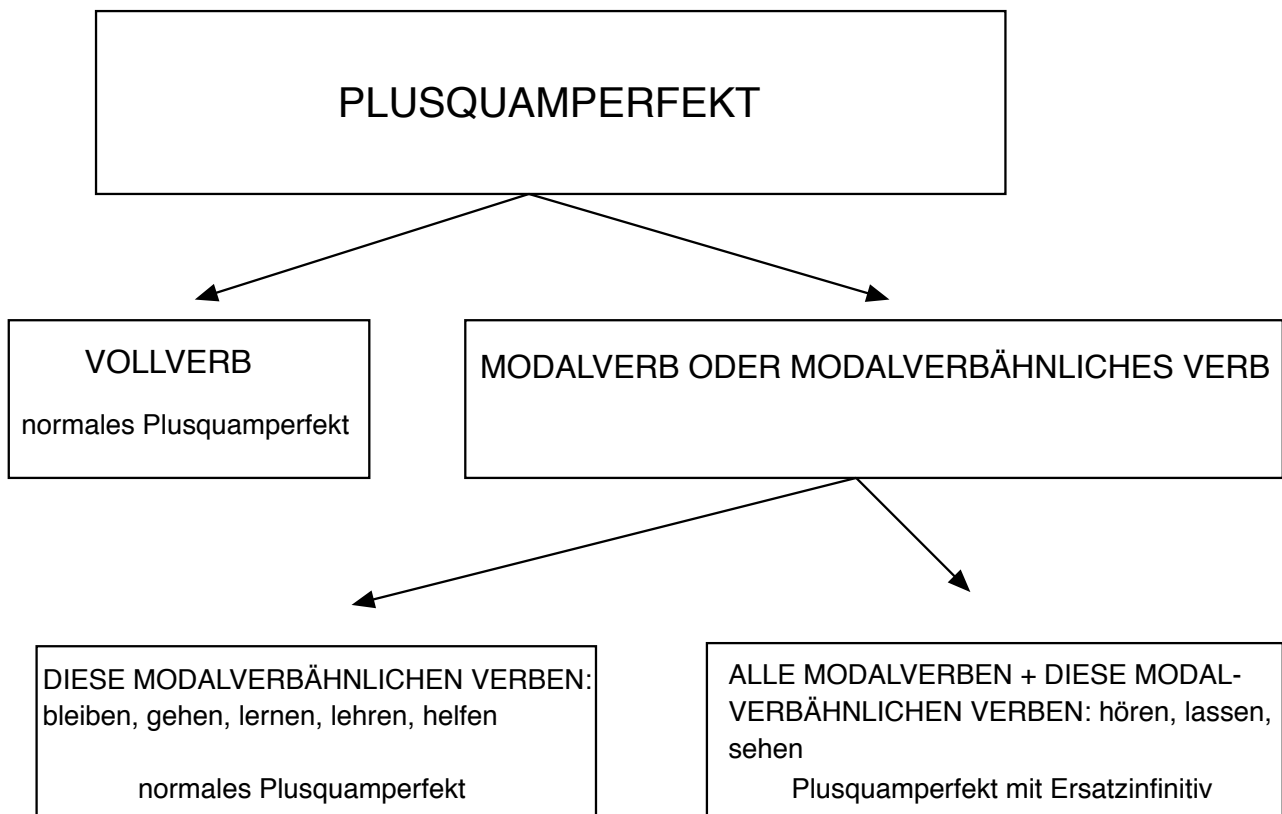 PLUSQUAMPERFEKT
VOLLVERB
normales Plusquamperfekt
MODALVERB ODER MODALVERBÄHNLICHES VERB
DIESE MODALVERBÄHNLICHEN VERBEN:
bleiben, gehen, lernen, lehren, helfen
normales Plusquamperfekt
ALLE MODALVERBEN + DIESE MODAL-
VERBÄHNLICHEN VERBEN: hören, lassen,
sehen
Plusquamperfekt mit Ersatzinfinitiv